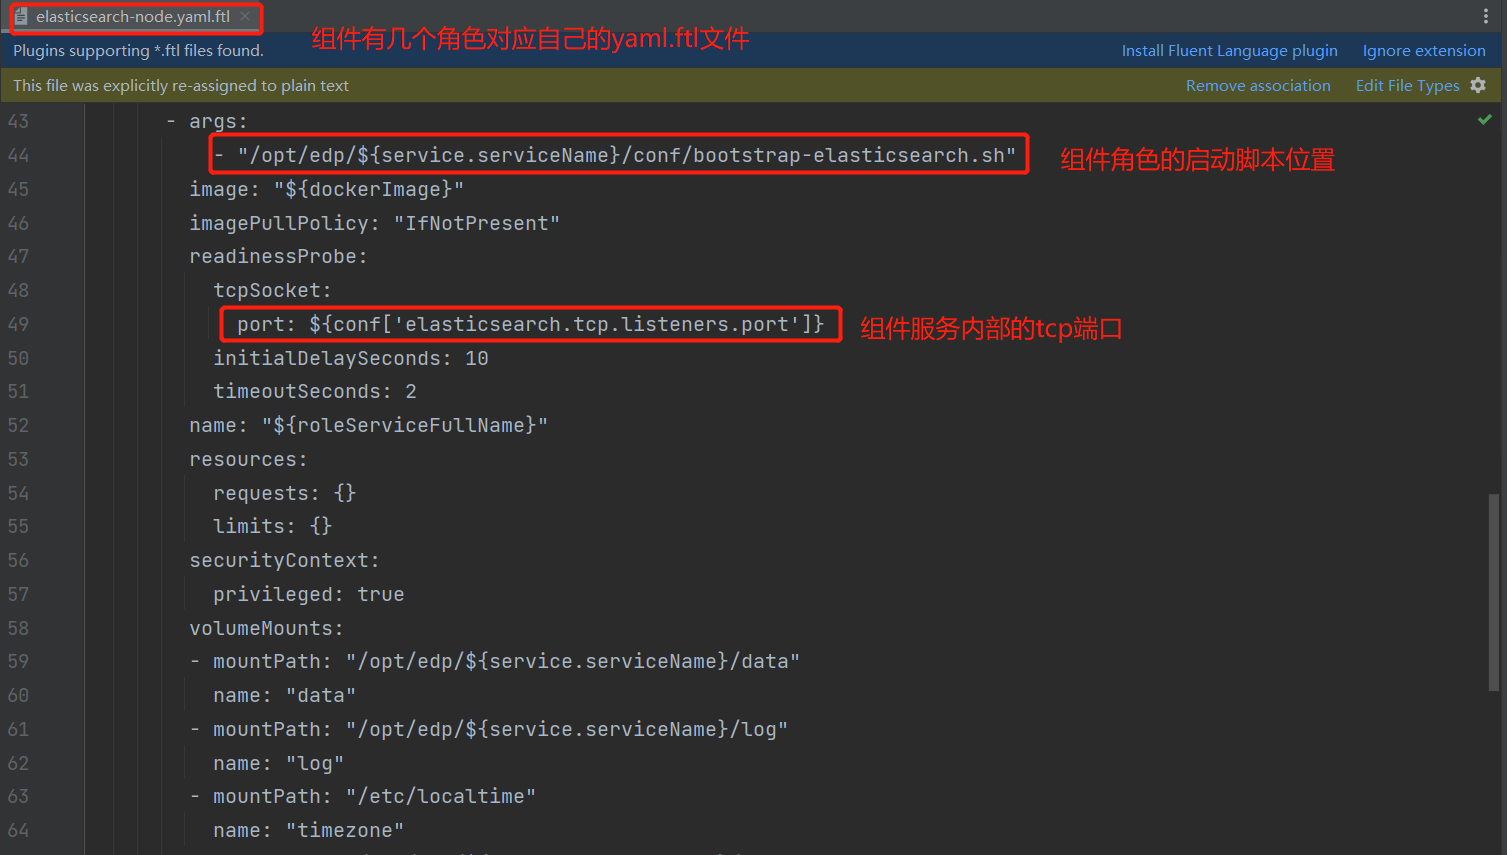 elasticsearch-node.yaml.ftl
组件有几个角色对应自己的yaml.ftl文件
Plugins supporting *.ftl files found.
Install Fluent Language plugin
Ignore extension
This file was explicitly re-assigned to plain text
Remove association
Edit File Types
43 - args:
44 - "/opt/edp/${service.serviceName}/conf/bootstrap-elasticsearch.sh"
组件角色的启动脚本位置
45 image: "${dockerImage}"
46 imagePullPolicy: "IfNotPresent"
47 readinessProbe:
48 tcpSocket:
49 port: ${conf['elasticsearch.tcp.listeners.port']}
组件服务内部的tcp端口
50 initialDelaySeconds: 10
51 timeoutSeconds: 2
52 name: "${roleServiceFullName}"
53 resources:
54 requests: {}
55 limits: {}
56 securityContext:
57 privileged: true
58 volumeMounts:
59 - mountPath: "/opt/edp/${service.serviceName}/data"
60 name: "data"
61 - mountPath: "/opt/edp/${service.serviceName}/log"
62 name: "log"
63 - mountPath: "/etc/localtime"
64 name: "timezone"